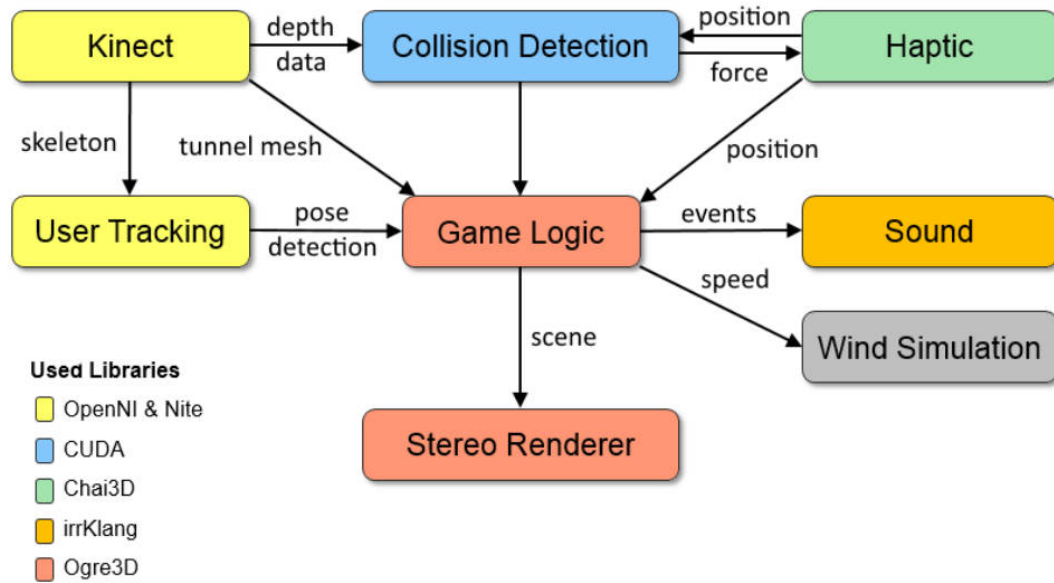 Kinect
depth
data
Collision Detection
position
force
Haptic
skeleton
tunnel mesh
position
User Tracking
pose
detection
Game Logic
events
Sound
speed
scene
Wind Simulation
Used Libraries
OpenNI & Nite
Stereo Renderer
CUDA
Chai3D
irrKlang
Ogre3D